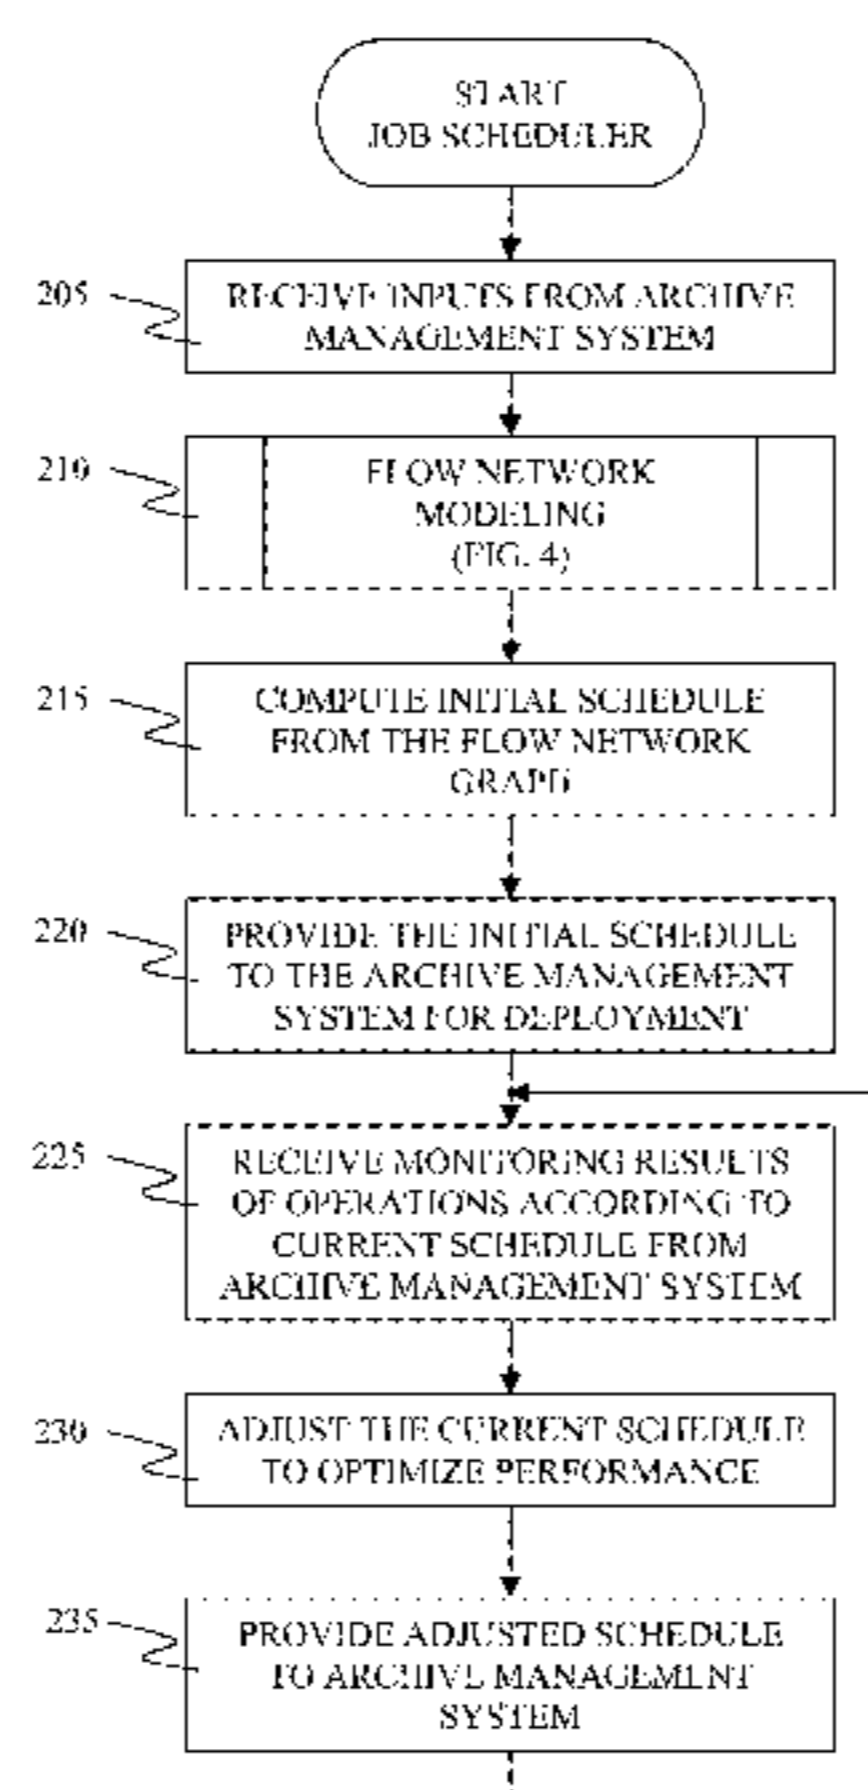 START
JOB SCHEDULER
205
RECEIVE INPUTS FROM ARCHIVE
MANAGEMENT SYSTEM
210
FLOW NETWORK
MODELING
(FIG. 4)
215
COMPUTE INITIAL SCHEDULE
FROM THE FLOW NETWORK
GRAPH
220
PROVIDE THE INITIAL SCHEDULE
TO THE ARCHIVE MANAGEMENT
SYSTEM FOR DEPLOYMENT
225
RECEIVE MONITORING RESULTS
OF OPERATIONS ACCORDING TO
CURRENT SCHEDULE FROM
ARCHIVE MANAGEMENT SYSTEM
230
ADJUST THE CURRENT SCHEDULE
TO OPTIMIZE PERFORMANCE
235
PROVIDE ADJUSTED SCHEDULE
TO ARCHIVE MANAGEMENT
SYSTEM